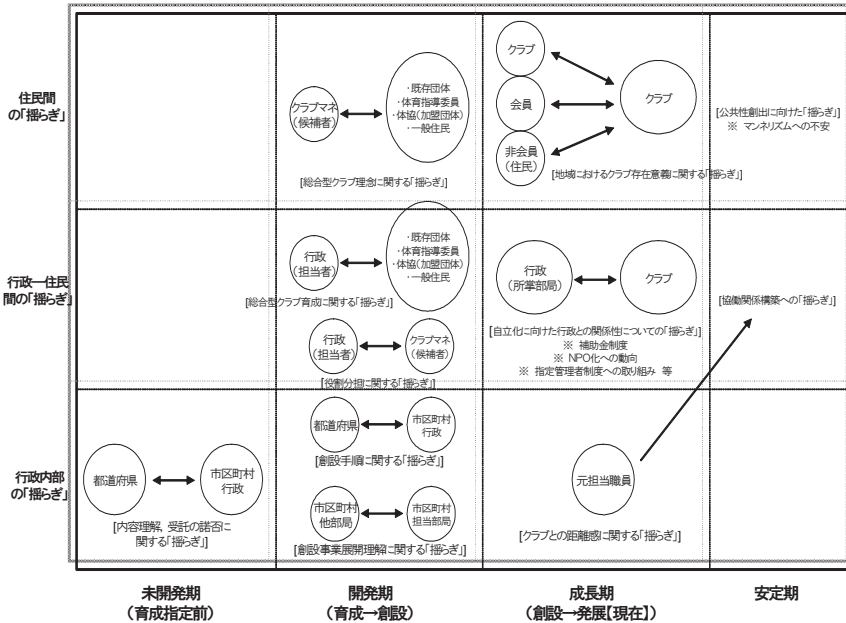 住民間
の「揺らぎ」
クラブマネ
(候補者)
・既存団体
・体育指導委員
・体協(加盟団体)
・一般住民
[総合型クラブ理念に関する「揺らぎ」]
クラブ
会員
非会員
(住民)
クラブ
[地域におけるクラブ存在意義に関する「揺らぎ」]
[公共性創出に向けた「揺らぎ」]
※ マンネリズムへの不安
行政―住民
間の「揺らぎ」
行政
(担当者)
・既存団体
・体育指導委員
・体協(加盟団体)
・一般住民
[総合型クラブ育成に関する「揺らぎ」]
行政
(担当者)
クラブマネ
(候補者)
[役割分担に関する「揺らぎ」]
行政
(所掌部局)
クラブ
[自立化に向けた行政との関係性についての「揺らぎ」]
※ 補助金制度
※ NPO化への動向
※ 指定管理者制度への取り組み 等
[協働関係構築への「揺らぎ」]
行政内部
の「揺らぎ」
都道府県
市区町村
行政
[内容理解、受託の諾否に
関する「揺らぎ」]
都道府県
市区町村
行政
[創設手順に関する「揺らぎ」]
市区町村
他部局
市区町村
担当部局
[創設事業展開理解に関する「揺らぎ」]
元担当職員
[クラブとの距離感に関する「揺らぎ」]
未開発期
(育成指定前)
開発期
(育成→創設)
成長期
(創設→発展【現在】)
安定期